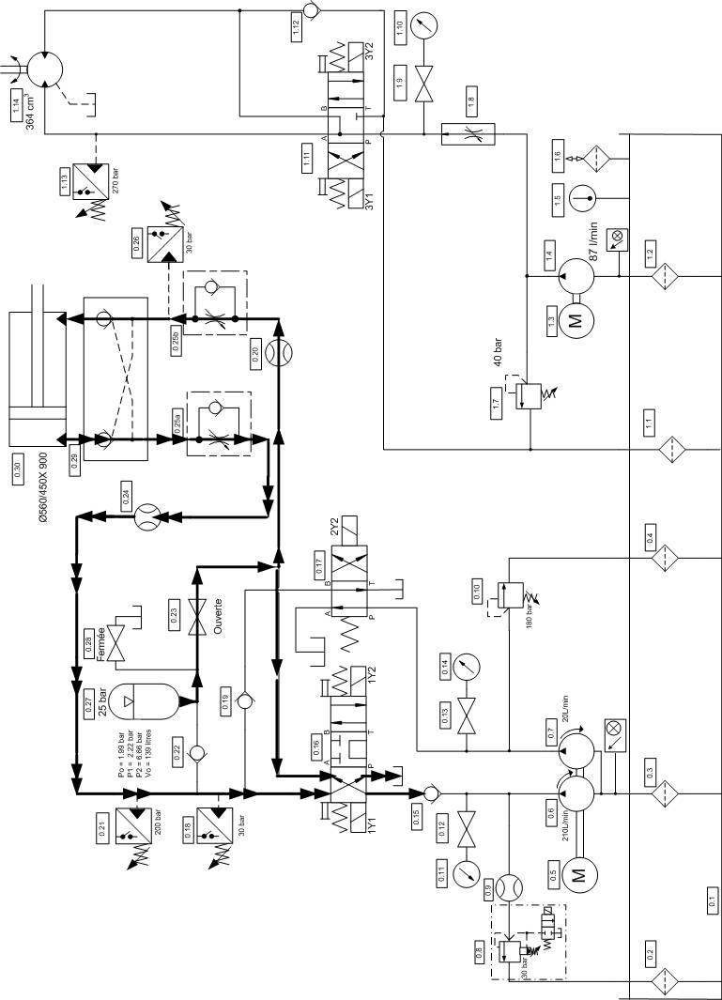 1.14
364 cm³
1.12
1.10
1.9
1.8
3Y2
B
T
A
P
1.11
3Y1
1.13
270 bar
0.26
30 bar
1.6
1.5
87 l/min
1.4
1.3
M
1.2
40 bar
1.7
1.1
0.30
Ø560/450X 900
0.29
0.25b
0.25a
0.20
0.24
2Y2
0.17
B
T
A
P
0.23
Ouverte
0.28
Fermée
0.27
25 bar
Po = 1.99 bar
P1 = 2.22 bar
P2 = 6.66 bar
Vo = 139 litres
0.22
0.19
0.21
200 bar
0.18
30 bar
1Y2
0.16
B
T
A
P
1Y1
0.15
0.14
0.13
0.12
0.11
0.10
180 bar
0.9
0.8
30 bar
0.7
20L/min
0.6
210L/min
0.5
M
0.4
0.3
0.2
0.1